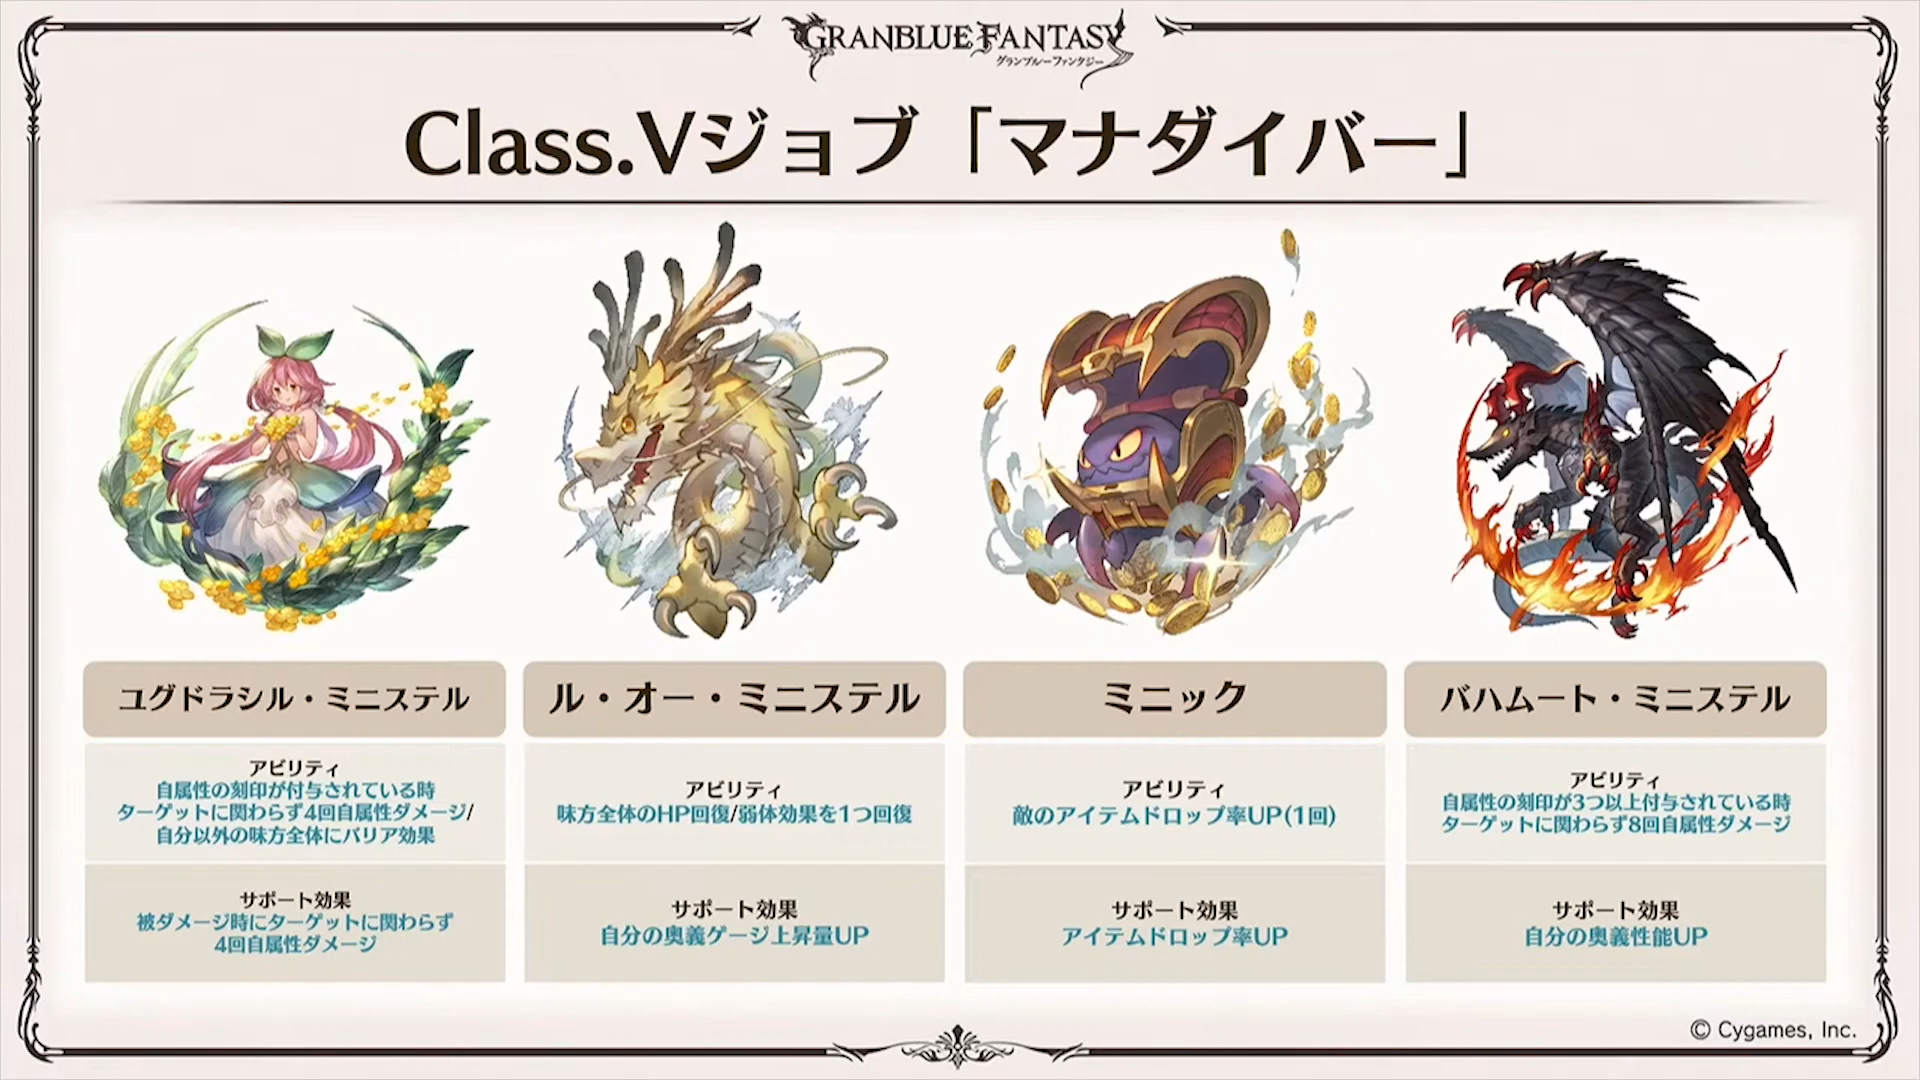 GRANBLUE FANTASY
グランブルーファンタジー
Class.Vジョブ「マナダイバー」
ユグドラシル・ミニステル
アビリティ
自属性の刻印が付与されている時
ターゲットに関わらず4回自属性ダメージ/
自分以外の味方全体にバリア効果
サポート効果
被ダメージ時にターゲットに関わらず
4回自属性ダメージ
ル・オー・ミニステル
アビリティ
味方全体のHP回復/弱体効果を1つ回復
サポート効果
自分の奥義ゲージ上昇量UP
ミニック
アビリティ
敵のアイテムドロップ率UP(1回)
サポート効果
アイテムドロップ率UP
バハムート・ミニステル
アビリティ
自属性の刻印が3つ以上付与されている時
ターゲットに関わらず8回自属性ダメージ
サポート効果
自分の奥義性能UP
© Cygames, Inc.